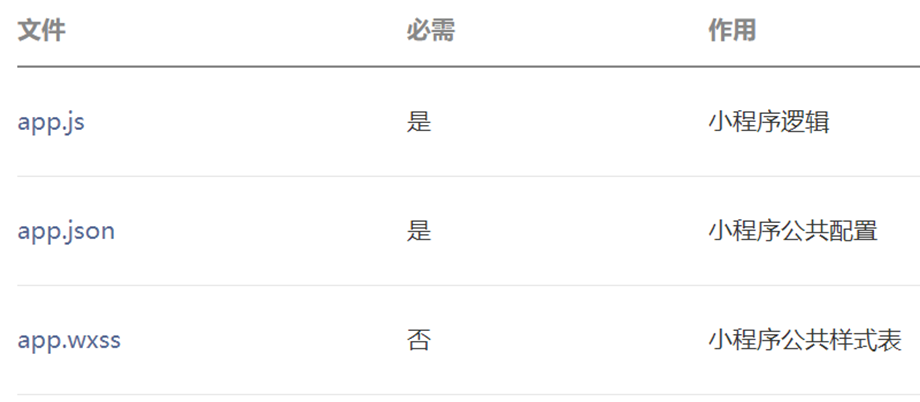 文件 必需 作用
app.js 是 小程序逻辑
app.json 是 小程序公共配置
app.wxss 否 小程序公共样式表